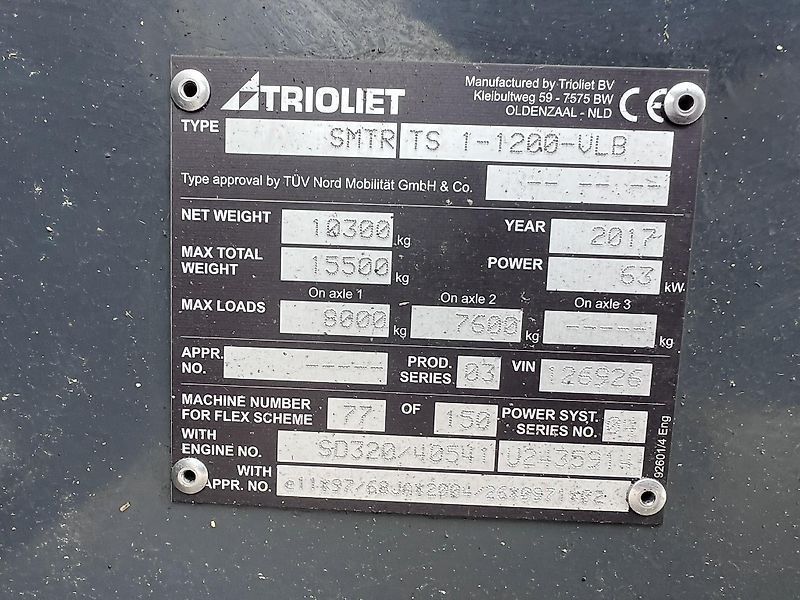 TRIOLIET
Manufactured by Trioliet BV
Kleibultweg 59 - 7575 BW
OLDENZAAL - NLD
CE
TYPE SMTR TS 1-1200-VLB
Type approval by TÜV Nord Mobilität GmbH & Co. -- --.--
NET WEIGHT 10300 kg YEAR 2017
MAX TOTAL WEIGHT 15500 kg POWER 63 kW
On axle 1 On axle 2 On axle 3
MAX LOADS 8000 kg 7600 kg ----- kg
APPR. NO. ----- PROD. SERIES 03 VIN 126926
MACHINE NUMBER FOR FLEX SCHEME 77 OF 150 POWER SYST. SERIES NO.
WITH ENGINE NO. SD320/40541
WITH APPR. NO.
92601/4 Eng